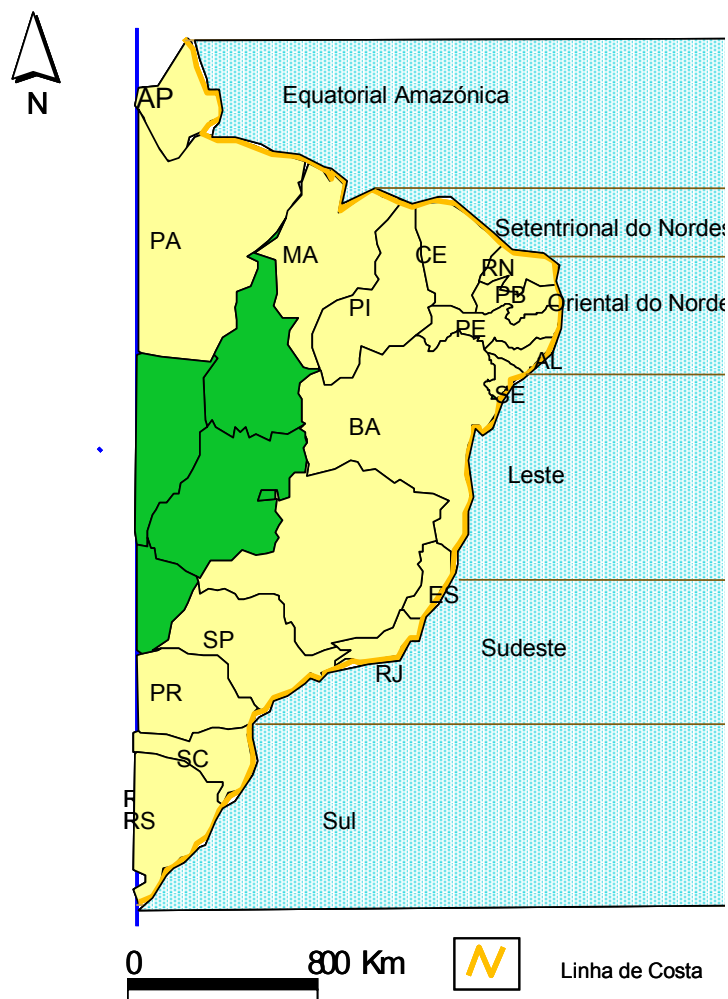 N
AP
Equatorial Amazónica
PA
MA
CE
Setentrional do Nordes
RN
PB
PI
PE
Oriental do Norde
AL
SE
BA
Leste
ES
SP
Sudeste
RJ
PR
SC
R
RS
Sul
0 800 Km
Linha de Costa